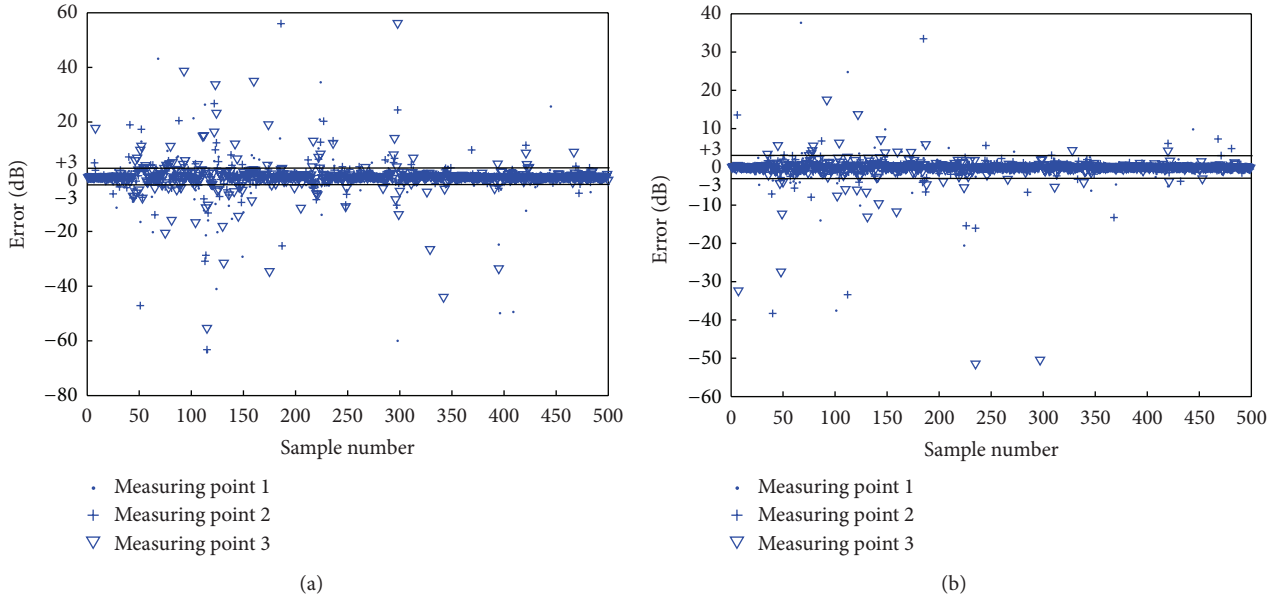 60
40
20
+3
0
−3
−20
−40
−60
−80
Error (dB)
0 50 100 150 200 250 300 350 400 450 500
Sample number
Measuring point 1
Measuring point 2
Measuring point 3
(a)
40
30
20
10
+3
0
−3
−10
−20
−30
−40
−50
−60
Error (dB)
0 50 100 150 200 250 300 350 400 450 500
Sample number
Measuring point 1
Measuring point 2
Measuring point 3
(b)